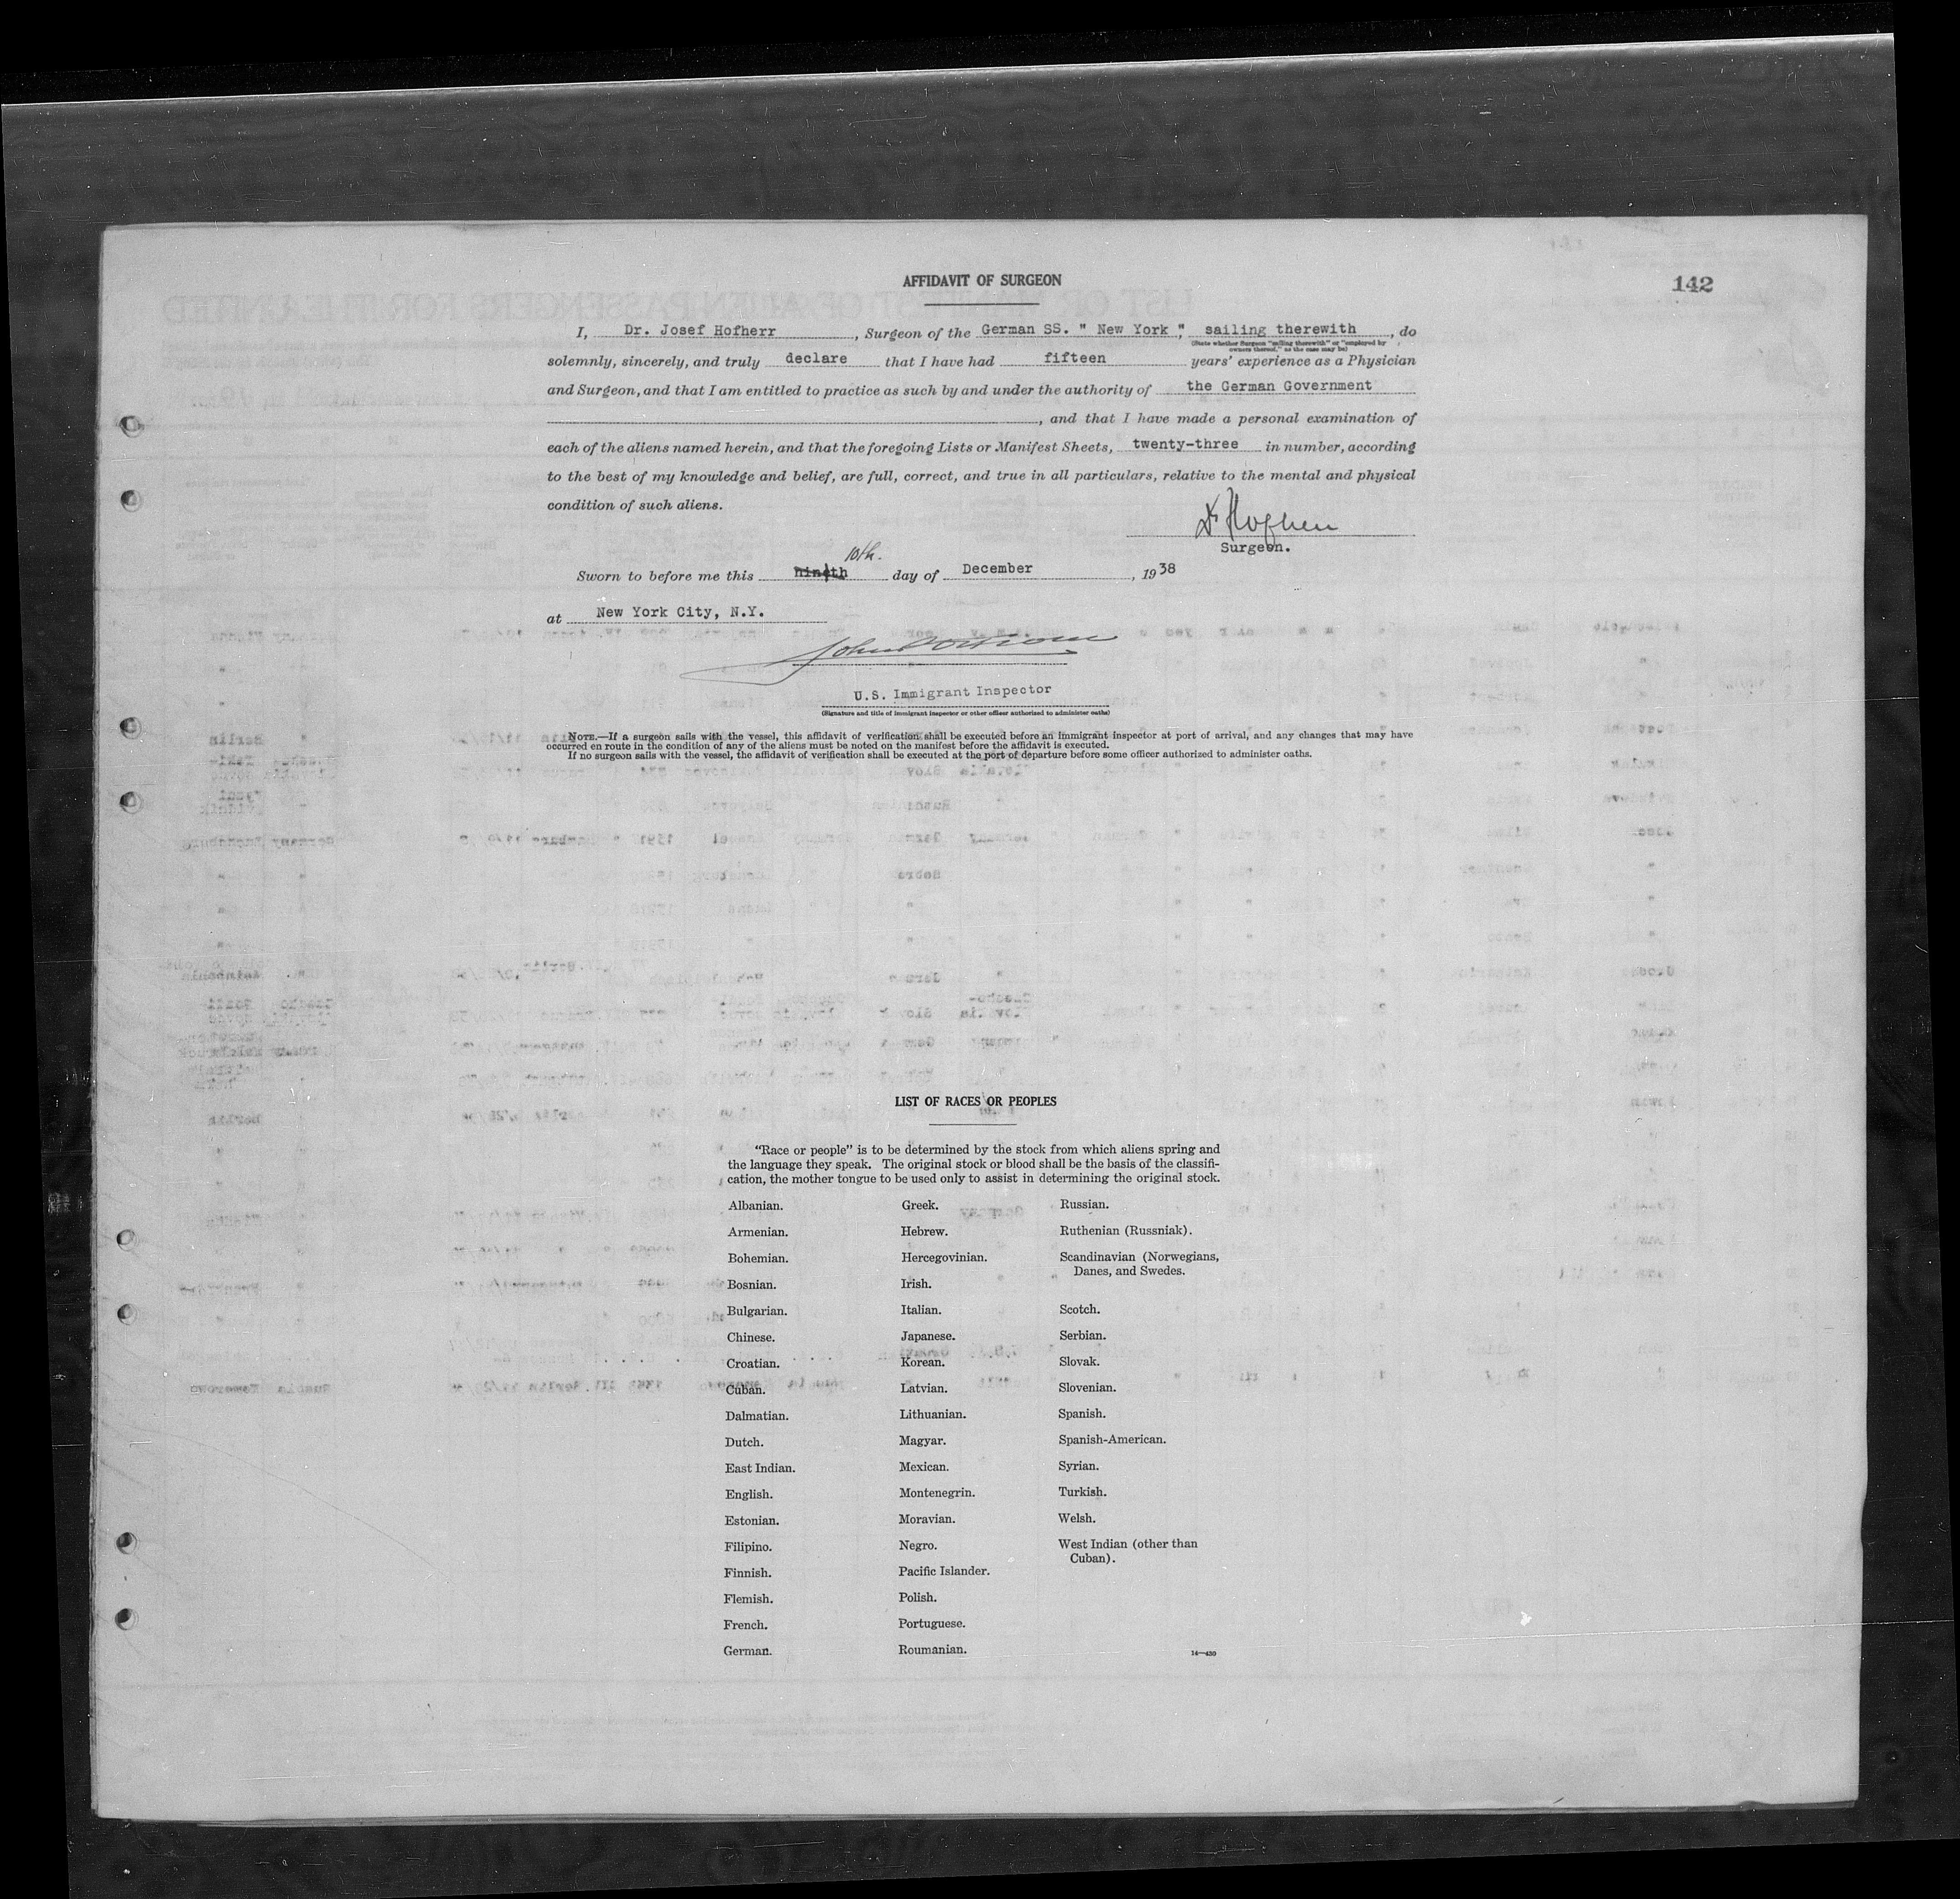 AFFIDAVIT OF SURGEON
142
I, Dr. Josef Hofherr, Surgeon of the German SS. " New York ", sailing therewith, do
(State whether Surgeon "sailing therewith" or "employed by owners thereof," as the case may be)
solemnly, sincerely, and truly declare that I have had fifteen years' experience as a Physician
and Surgeon, and that I am entitled to practice as such by and under the authority of the German Government
, and that I have made a personal examination of
each of the aliens named herein, and that the foregoing Lists or Manifest Sheets, twenty-three in number, according
to the best of my knowledge and belief, are full, correct, and true in all particulars, relative to the mental and physical
condition of such aliens.
Surgeon.
10th.
Sworn to before me this nineth day of December, 1938
at New York City, N.Y.
U.S. Immigrant Inspector
(Signature and title of immigrant inspector or other officer authorized to administer oaths)
NOTE.—If a surgeon sails with the vessel, this affidavit of verification shall be executed before an immigrant inspector at port of arrival, and any changes that may have
occurred en route in the condition of any of the aliens must be noted on the manifest before the affidavit is executed.
If no surgeon sails with the vessel, the affidavit of verification shall be executed at the port of departure before some officer authorized to administer oaths.
LIST OF RACES OR PEOPLES
"Race or people" is to be determined by the stock from which aliens spring and
the language they speak. The original stock or blood shall be the basis of the classifi-
cation, the mother tongue to be used only to assist in determining the original stock.
Albanian.
Armenian.
Bohemian.
Bosnian.
Bulgarian.
Chinese.
Croatian.
Cuban.
Dalmatian.
Dutch.
East Indian.
English.
Estonian.
Filipino.
Finnish.
Flemish.
French.
German.
Greek.
Hebrew.
Hercegovinian.
Irish.
Italian.
Japanese.
Korean.
Latvian.
Lithuanian.
Magyar.
Mexican.
Montenegrin.
Moravian.
Negro.
Pacific Islander.
Polish.
Portuguese.
Roumanian.
Russian.
Ruthenian (Russniak).
Scandinavian (Norwegians,
Danes, and Swedes.
Scotch.
Serbian.
Slovak.
Slovenian.
Spanish.
Spanish-American.
Syrian.
Turkish.
Welsh.
West Indian (other than
Cuban).
14—430